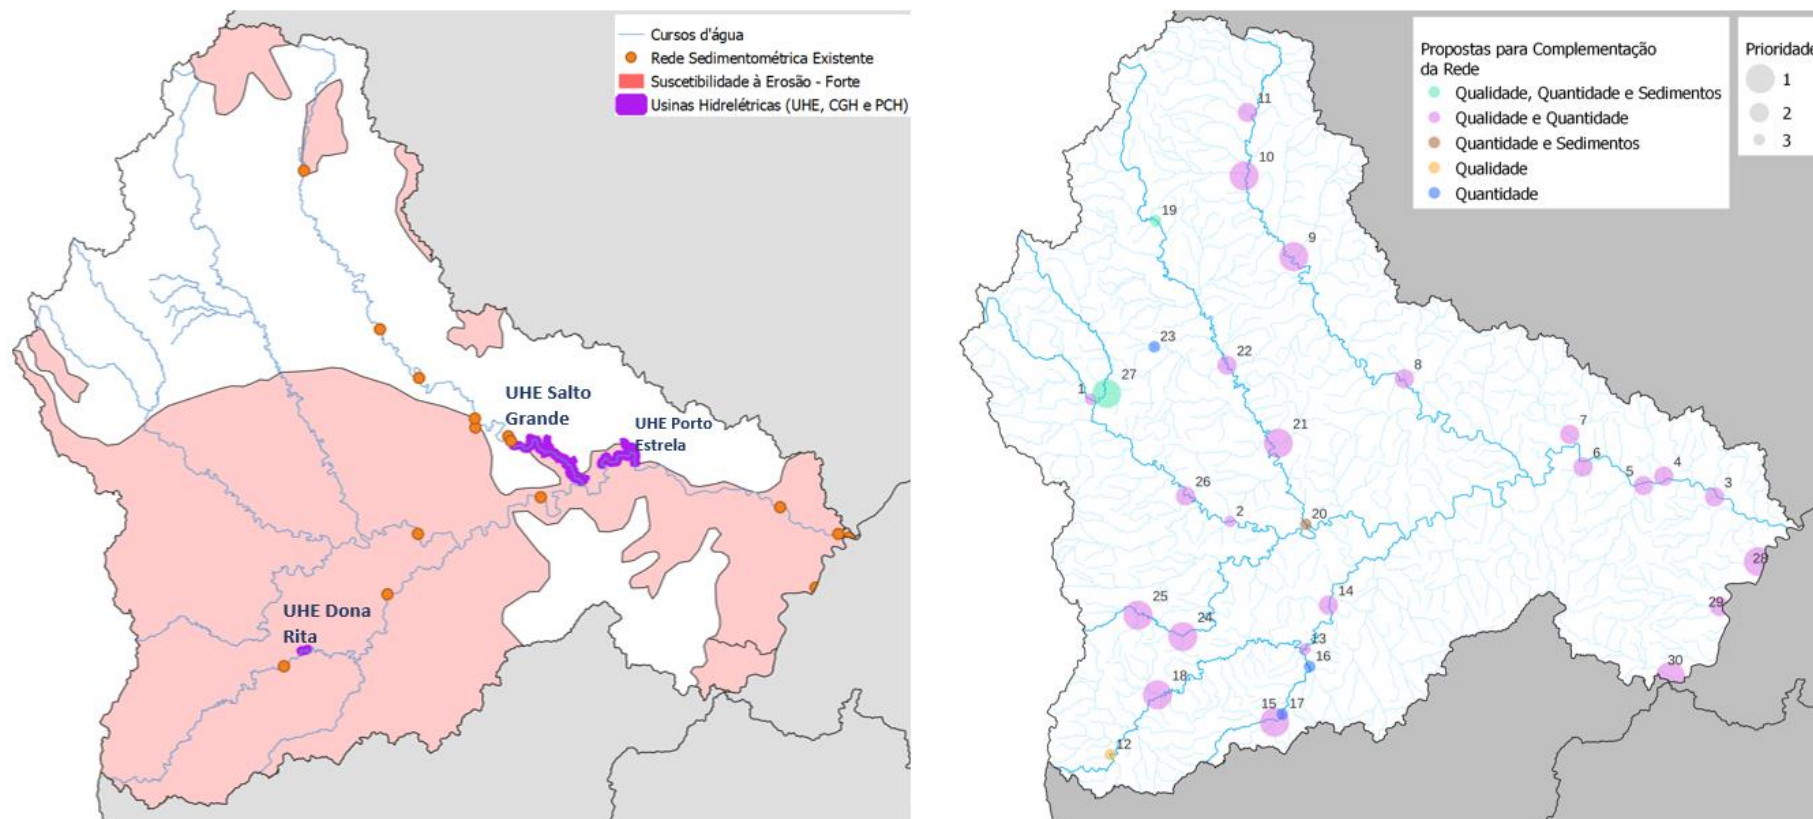 Cursos d'água
Rede Sedimentométrica Existente
Suscetibilidade à Erosão - Forte
Usinas Hidrelétricas (UHE, CGH e PCH)
UHE Salto
Grande
UHE Porto
Estrela
UHE Dona
Rita
Propostas para Complementação
da Rede
Qualidade, Quantidade e Sedimentos
Qualidade e Quantidade
Quantidade e Sedimentos
Qualidade
Quantidade
Prioridade
1
2
3
11
10
19
9
23
22
27
8
1
7
21
6
4
5
3
26
2
20
28
25
14
29
24
13
16
30
18
15
17
12